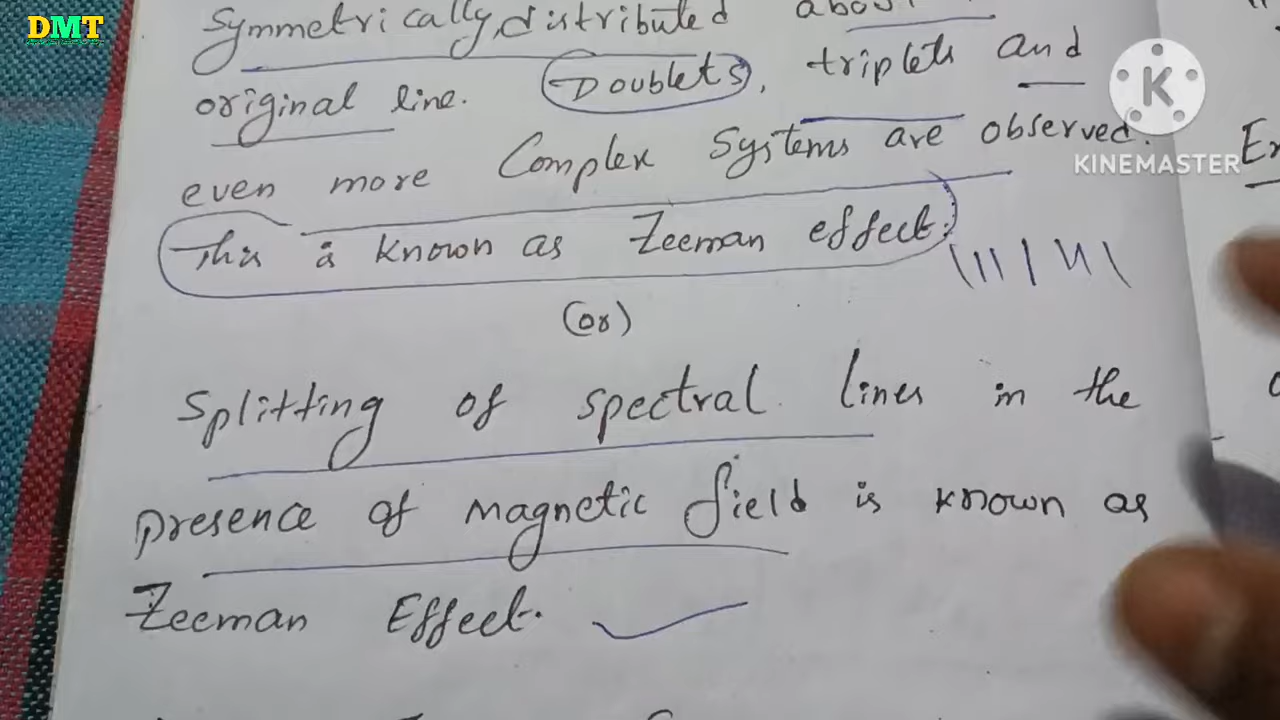 DMT
Symmetrically, distributed about
original line. Doublets, triplets and
even more Complex Systems are observed.
This is known as Zeeman effect.
(or)
Splitting of spectral lines in the
presence of magnetic field is known as
Zeeman Effect.
K
KINEMASTER